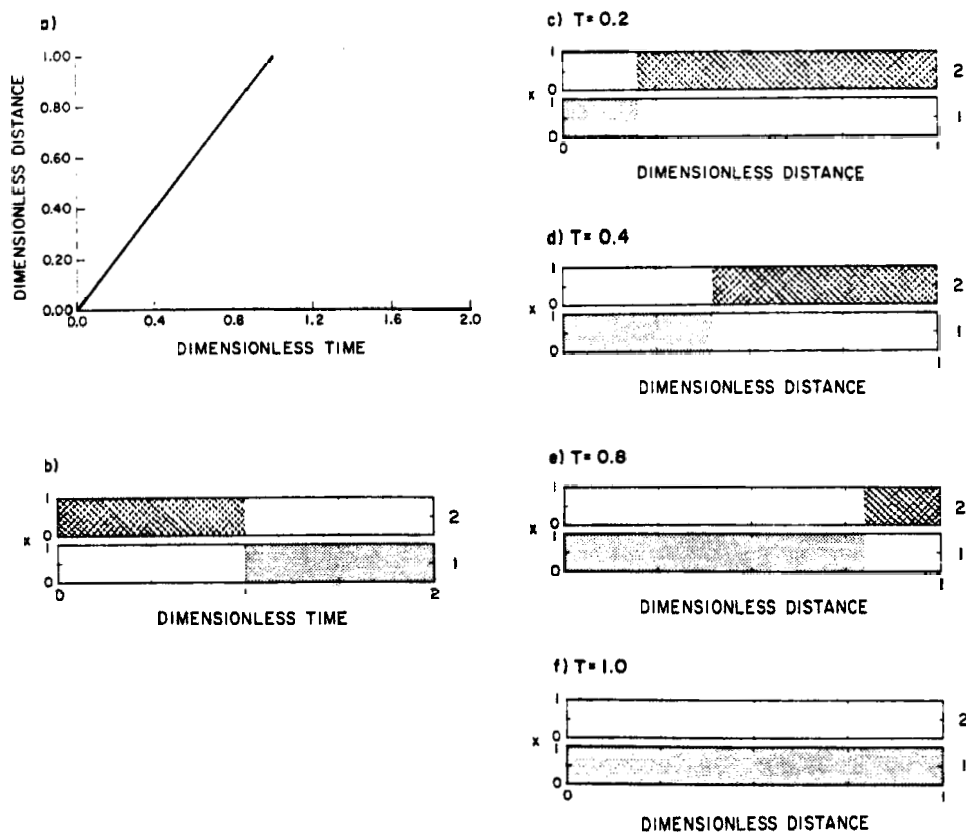 a)
DIMENSIONLESS DISTANCE
1.00
0.80
0.60
0.40
0.20
0.00
0.0 0.4 0.8 1.2 1.6 2.0
DIMENSIONLESS TIME
b)
1
0
2
x
1
0
1
0 1 2
DIMENSIONLESS TIME
c) T= 0.2
1
0
2
x
1
0
1
0 1
DIMENSIONLESS DISTANCE
d) T= 0.4
1
0
2
x
1
0
1
1
DIMENSIONLESS DISTANCE
e) T= 0.8
1
0
2
x
1
0
1
1
DIMENSIONLESS DISTANCE
f) T= 1.0
1
0
2
x
1
0
1
0 1
DIMENSIONLESS DISTANCE